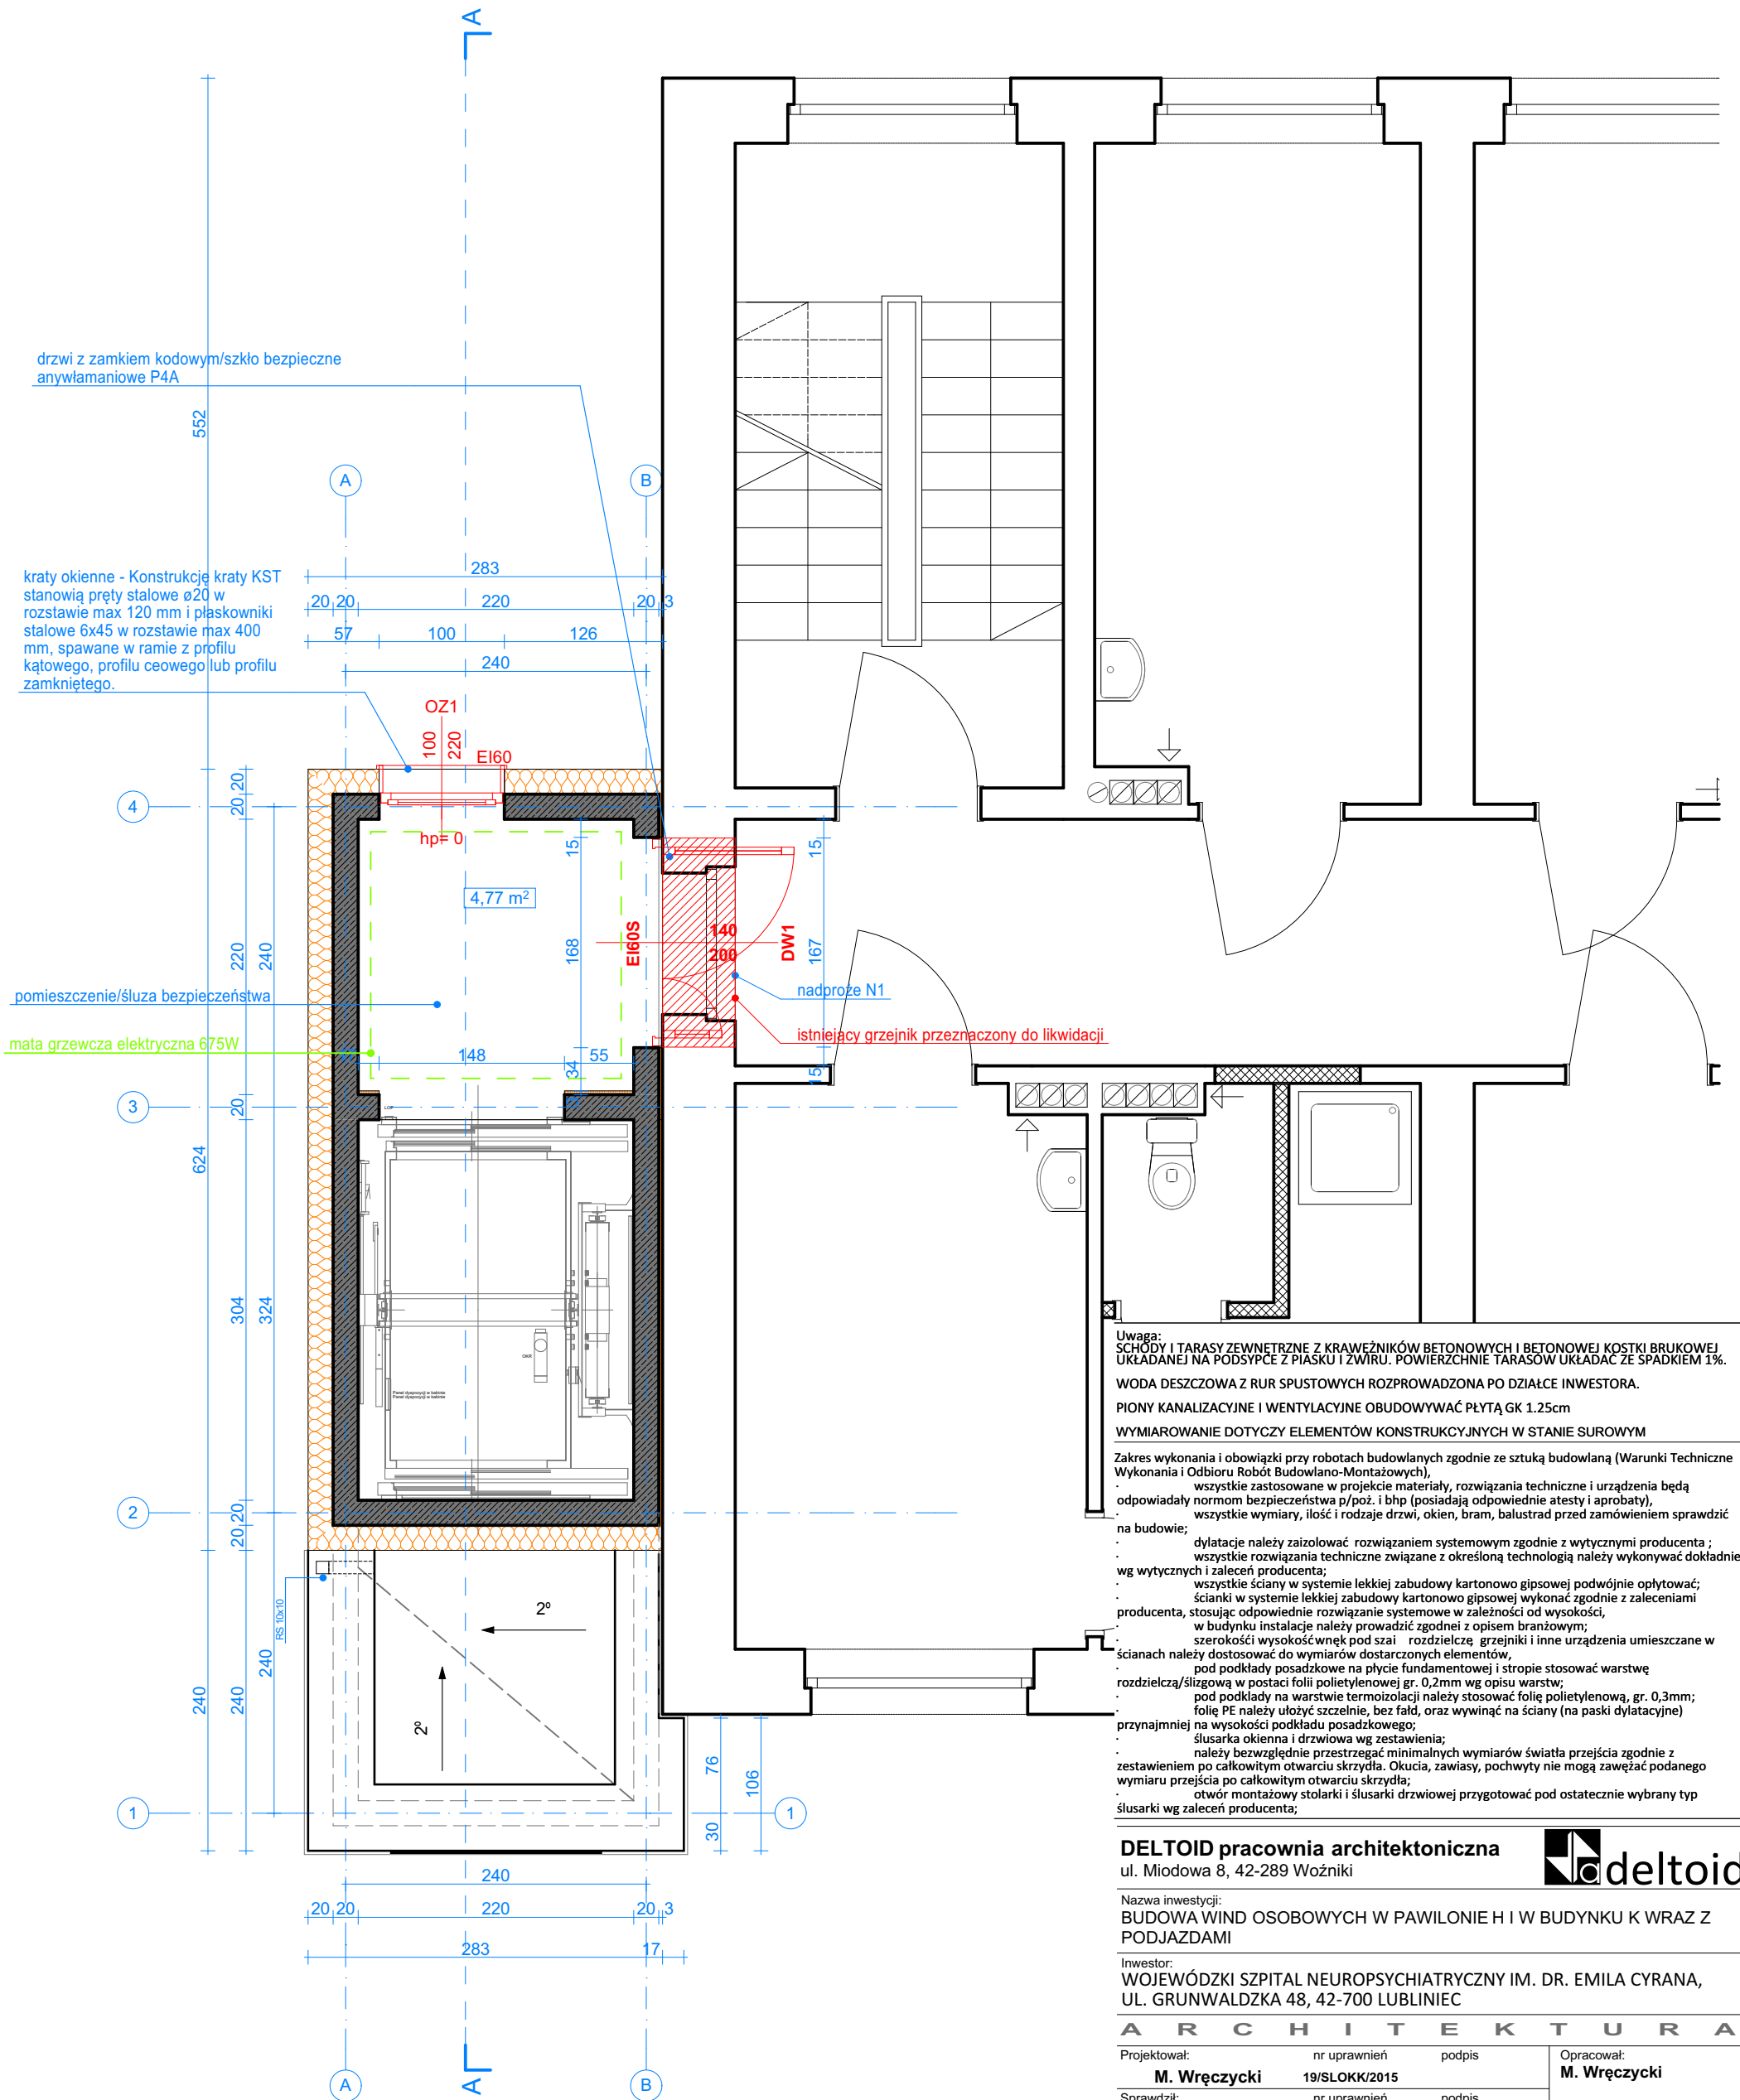 A
552
drzwi z zamkiem kodowym/szkło bezpieczne
anywłamaniowe P4A
A
B
kraty okienne - Konstrukcję kraty KST
stanowią pręty stalowe ø20 w
rozstawie max 120 mm i płaskowniki
stalowe 6x45 w rozstawie max 400
mm, spawane w ramie z profilu
kątowego, profilu ceowego lub profilu
zamkniętego.
283
20 20 220 20 3
57 100 126
240
OZ1
100
220
EI60
hp= 0
4
20 20
15
15
4,77 m²
EI60S
140
200
DW1
168
167
220
240
nadproże N1
pomieszczenie/śluza bezpieczeństwa
istniejący grzejnik przeznaczony do likwidacji
mata grzewcza elektryczna 675W
148 55
34
15
3
20
LOP
624
304
324
DKR
Panel dyspozycji w kabinie
Panel dyspozycji w kabinie
2
20 20
RS 10x10
2º
2º
240
240
240
76
106
30
1
1
240
20 20 220 20 3
283 17
A
B
A
Uwaga:
SCHODY I TARASY ZEWNĘTRZNE Z KRAWĘŻNIKÓW BETONOWYCH I BETONOWEJ KOSTKI BRUKOWEJ
UKŁADANEJ NA PODSYPCE Z PIASKU I ŻWIRU. POWIERZCHNIE TARASÓW UKŁADAĆ ZE SPADKIEM 1%.
WODA DESZCZOWA Z RUR SPUSTOWYCH ROZPROWADZONA PO DZIAŁCE INWESTORA.
PIONY KANALIZACYJNE I WENTYLACYJNE OBUDOWYWAĆ PŁYTĄ GK 1.25cm
WYMIAROWANIE DOTYCZY ELEMENTÓW KONSTRUKCYJNYCH W STANIE SUROWYM
Zakres wykonania i obowiązki przy robotach budowlanych zgodnie ze sztuką budowlaną (Warunki Techniczne
Wykonania i Odbioru Robót Budowlano-Montażowych),
· wszystkie zastosowane w projekcie materiały, rozwiązania techniczne i urządzenia będą
odpowiadały normom bezpieczeństwa p/poż. i bhp (posiadają odpowiednie atesty i aprobaty),
· wszystkie wymiary, ilość i rodzaje drzwi, okien, bram, balustrad przed zamówieniem sprawdzić
na budowie;
· dylatacje należy zaizolować rozwiązaniem systemowym zgodnie z wytycznymi producenta ;
· wszystkie rozwiązania techniczne związane z określoną technologią należy wykonywać dokładnie
wg wytycznych i zaleceń producenta;
· wszystkie ściany w systemie lekkiej zabudowy kartonowo gipsowej podwójnie opłytować;
· ścianki w systemie lekkiej zabudowy kartonowo gipsowej wykonać zgodnie z zaleceniami
producenta, stosując odpowiednie rozwiązanie systemowe w zależności od wysokości,
· w budynku instalacje należy prowadzić zgodnei z opisem branżowym;
· szerokośći wysokośćwnęk pod szai rozdzielczę grzejniki i inne urządzenia umieszczane w
ścianach należy dostosować do wymiarów dostarczonych elementów,
· pod podkłady posadzkowe na płycie fundamentowej i stropie stosować warstwę
rozdzielczą/ślizgową w postaci folii polietylenowej gr. 0,2mm wg opisu warstw;
· pod podklady na warstwie termoizolacji należy stosować folię polietylenową, gr. 0,3mm;
· folię PE należy ułożyć szczelnie, bez fałd, oraz wywinąć na ściany (na paski dylatacyjne)
przynajmniej na wysokości podkładu posadzkowego;
· ślusarka okienna i drzwiowa wg zestawienia;
· należy bezwzględnie przestrzegać minimalnych wymiarów światła przejścia zgodnie z
zestawieniem po całkowitym otwarciu skrzydła. Okucia, zawiasy, pochwyty nie mogą zawężać podanego
wymiaru przejścia po całkowitym otwarciu skrzydła;
· otwór montażowy stolarki i ślusarki drzwiowej przygotować pod ostatecznie wybrany typ
ślusarki wg zaleceń producenta;
DELTOID pracownia architektoniczna
ul. Miodowa 8, 42-289 Woźniki
deltoid
Nazwa inwestycji:
BUDOWA WIND OSOBOWYCH W PAWILONIE H I W BUDYNKU K WRAZ Z
PODJAZDAMI
Inwestor:
WOJEWÓDZKI SZPITAL NEUROPSYCHIATRYCZNY IM. DR. EMILA CYRANA,
UL. GRUNWALDZKA 48, 42-700 LUBLINIEC
A R C H I T E K T U R A
Projektował: nr uprawnień podpis Opracował:
M. Wręczycki 19/SLOKK/2015 M. Wręczycki
Sprawdził: nr uprawnień podpis